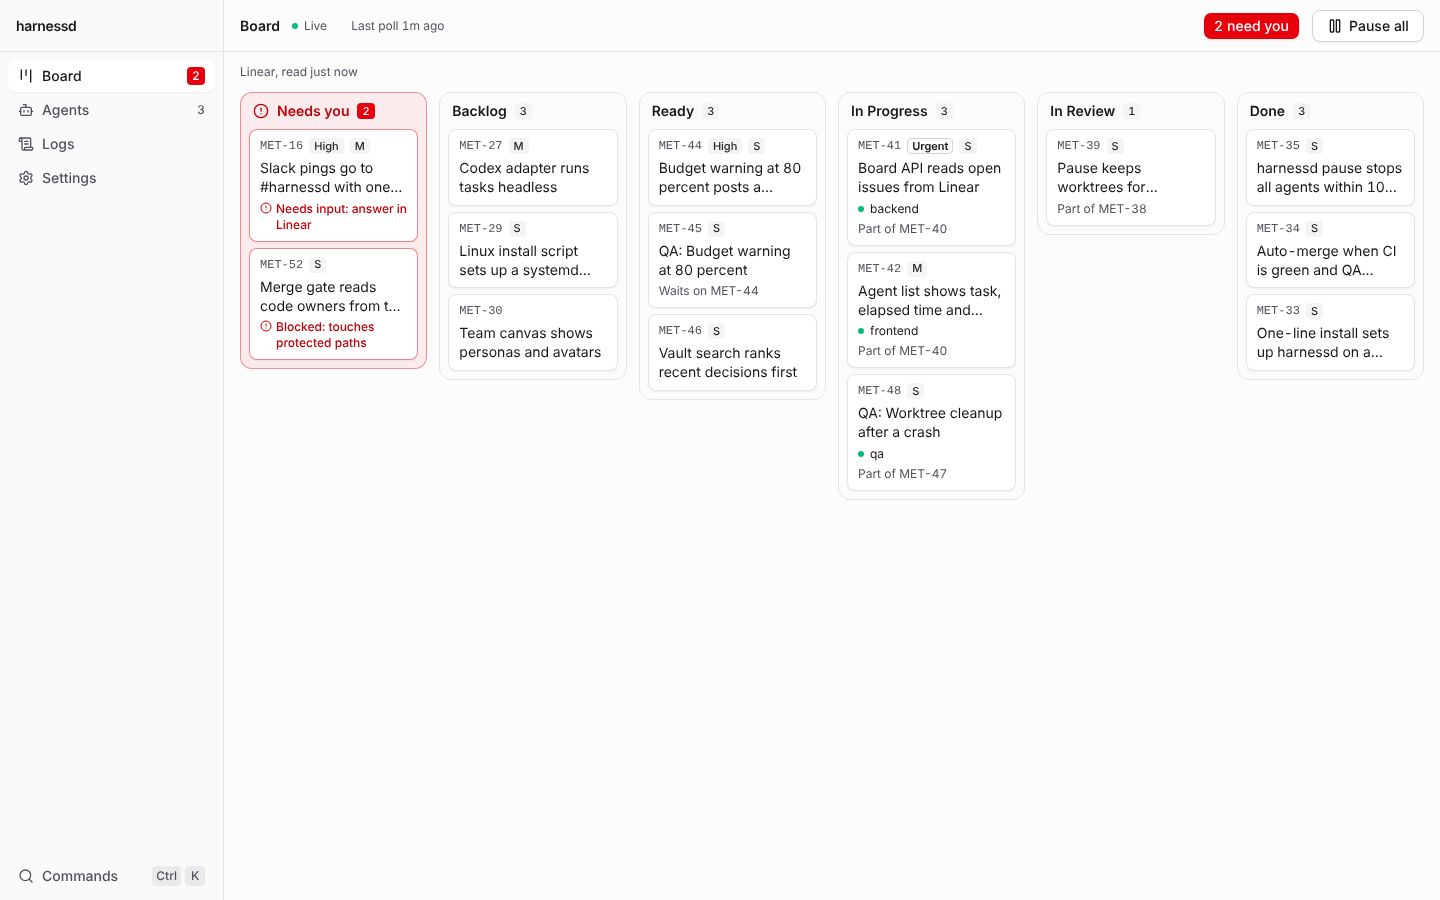 harnessd
Board 2
Agents 3
Logs
Settings
Commands Ctrl K
Board Live Last poll 1m ago 2 need you Pause all
Linear, read just now
Needs you 2
MET-16 High M
Slack pings go to
#harnessd with one…
Needs input: answer in
Linear
MET-52 S
Merge gate reads
code owners from t…
Blocked: touches
protected paths
Backlog 3
MET-27 M
Codex adapter runs
tasks headless
MET-29 S
Linux install script
sets up a systemd…
MET-30
Team canvas shows
personas and avatars
Ready 3
MET-44 High S
Budget warning at 80
percent posts a…
MET-45 S
QA: Budget warning
at 80 percent
Waits on MET-44
MET-46 S
Vault search ranks
recent decisions first
In Progress 3
MET-41 Urgent S
Board API reads open
issues from Linear
backend
Part of MET-40
MET-42 M
Agent list shows task,
elapsed time and…
frontend
Part of MET-40
MET-48 S
QA: Worktree cleanup
after a crash
qa
Part of MET-47
In Review 1
MET-39 S
Pause keeps
worktrees for…
Part of MET-38
Done 3
MET-35 S
harnessd pause stops
all agents within 10…
MET-34 S
Auto-merge when CI
is green and QA…
MET-33 S
One-line install sets
up harnessd on a…